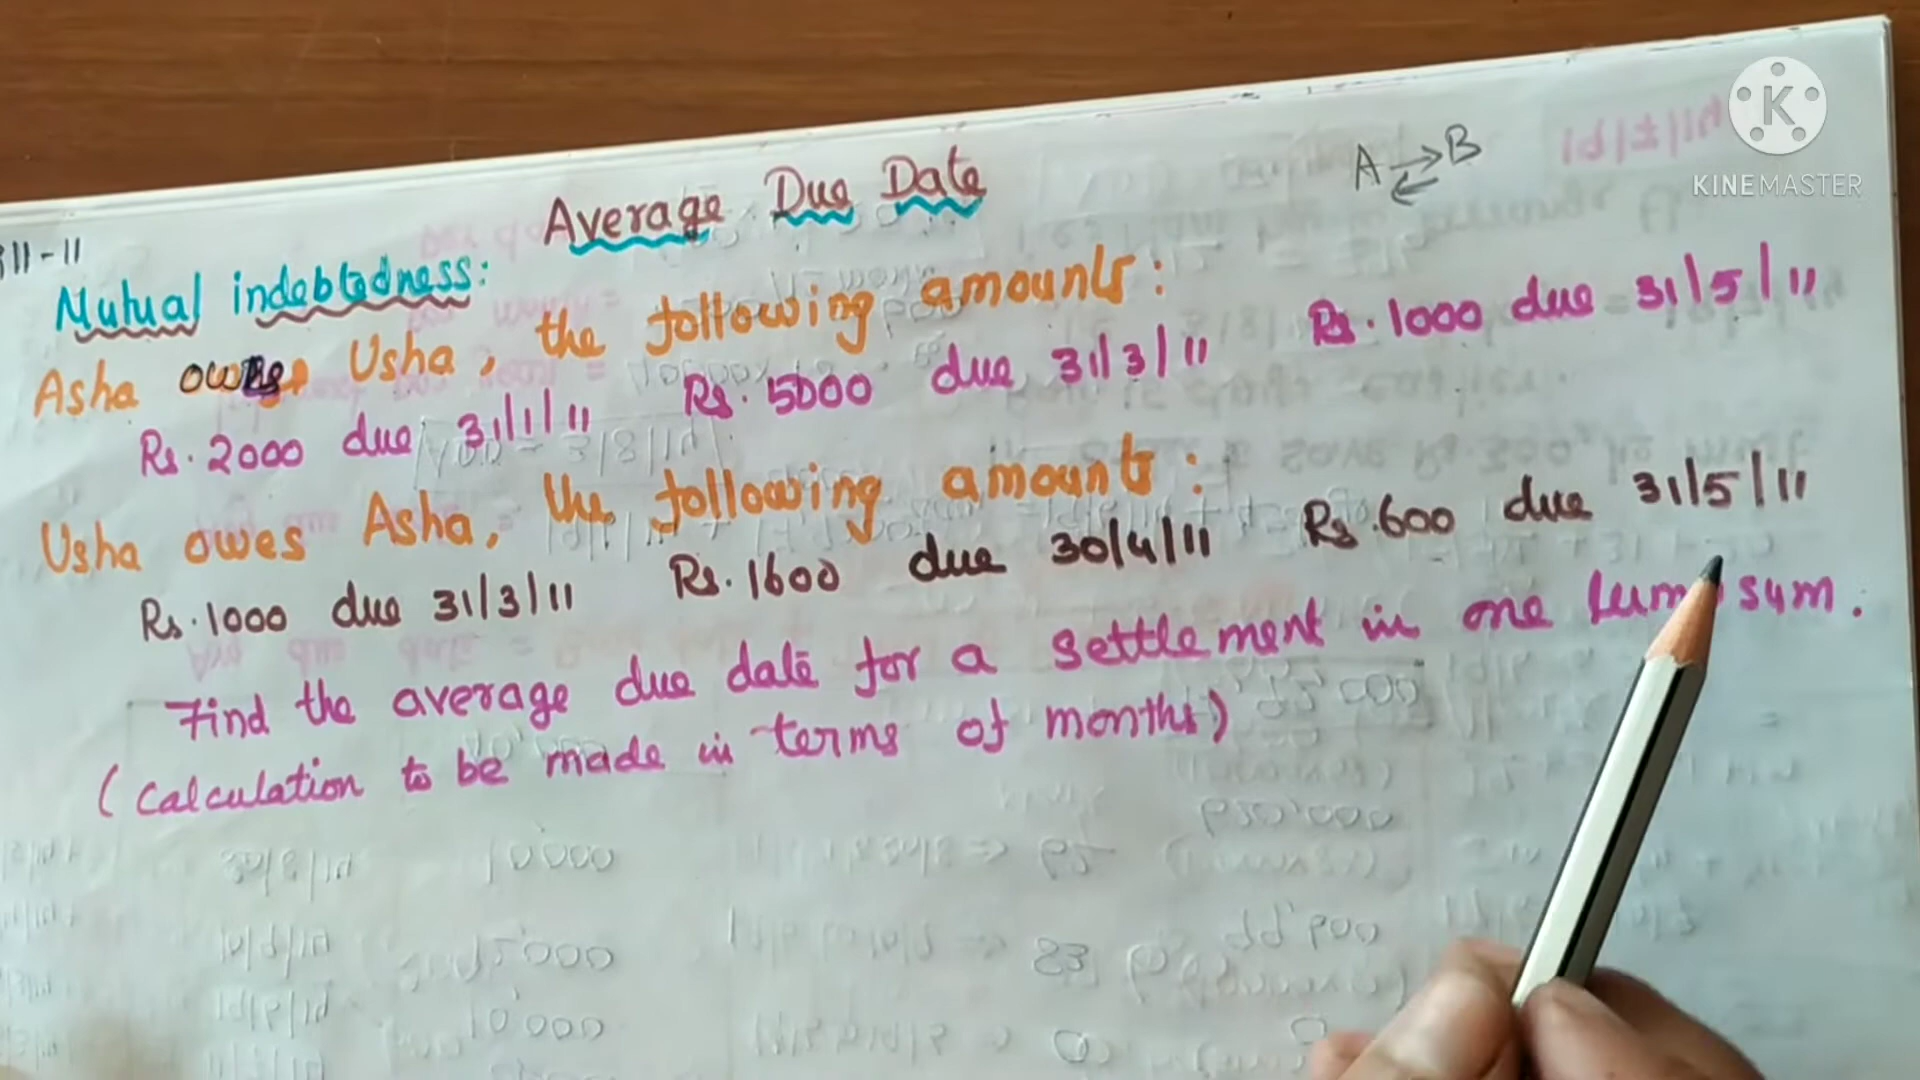 KINEMASTER
A ⇄ B
Average Due Date
Mutual indebtedness:
Asha owes Usha, the following amounts:
Rs. 2000 due 31/1/11 Rs. 5000 due 31/3/11 Rs. 1000 due 31/5/11
Usha owes Asha, the following amounts:
Rs. 1000 due 31/3/11 Rs. 1600 due 30/4/11 Rs. 600 due 31/5/11
Find the average due date for a settlement in one lump sum.
(calculation to be made in terms of months)